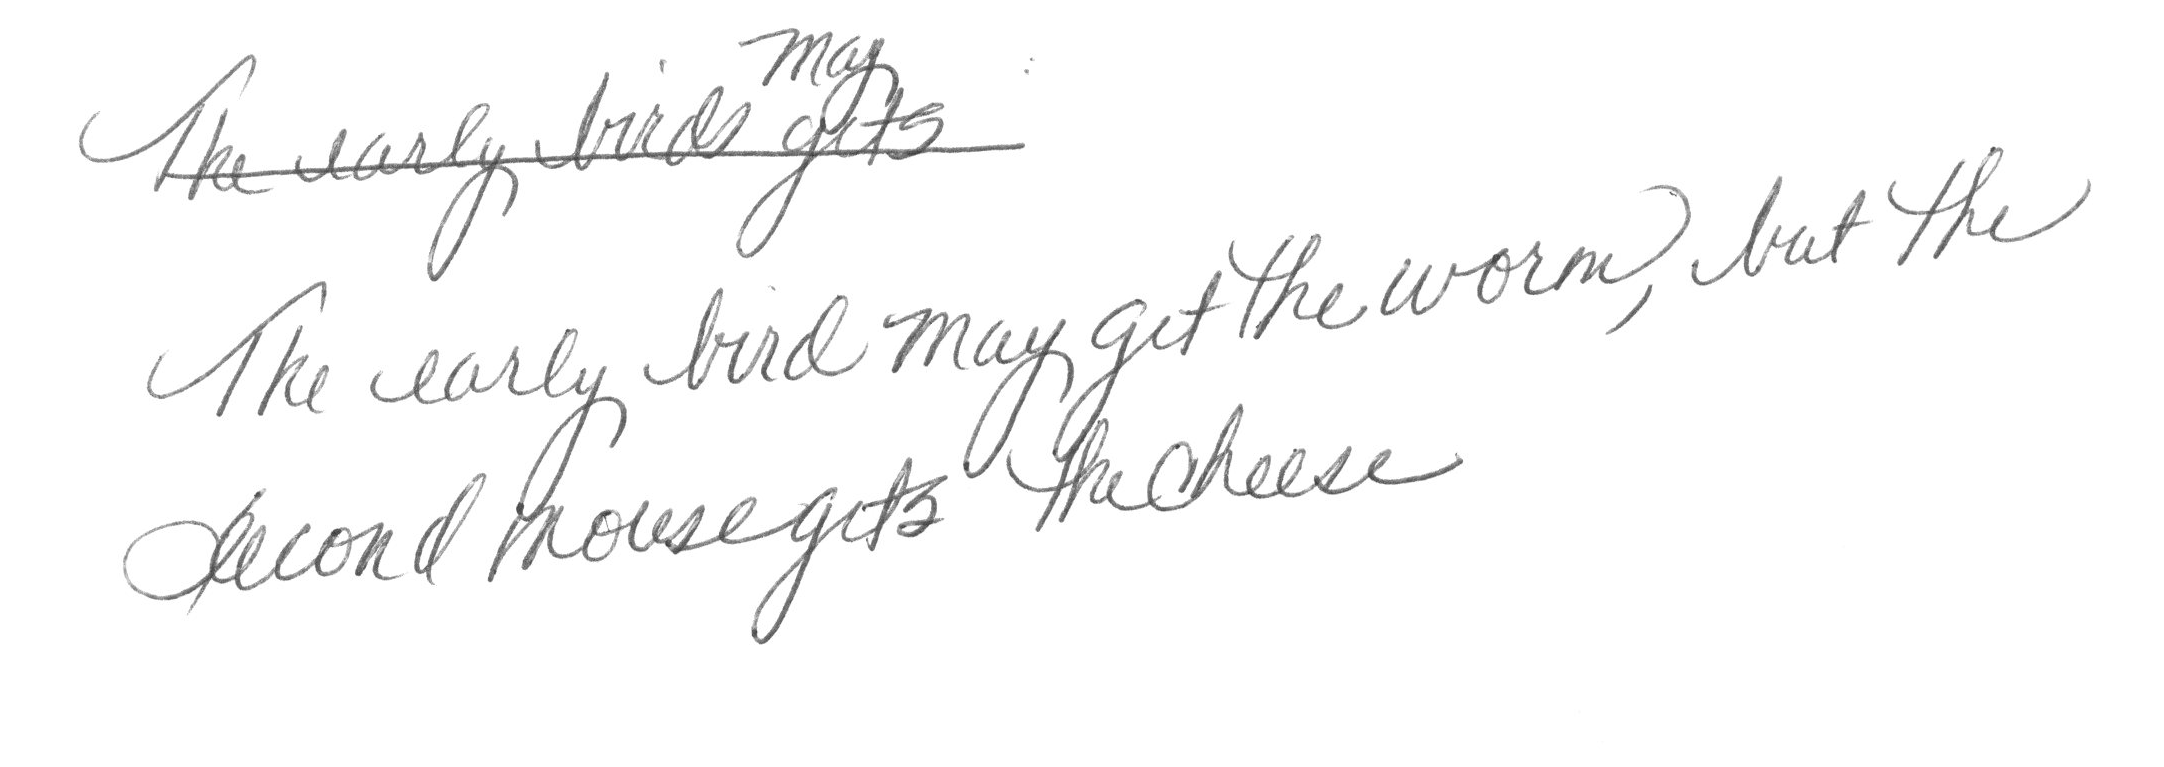 may
The early birds gets
The early bird may get the worm, but the
second mouse gets the cheese